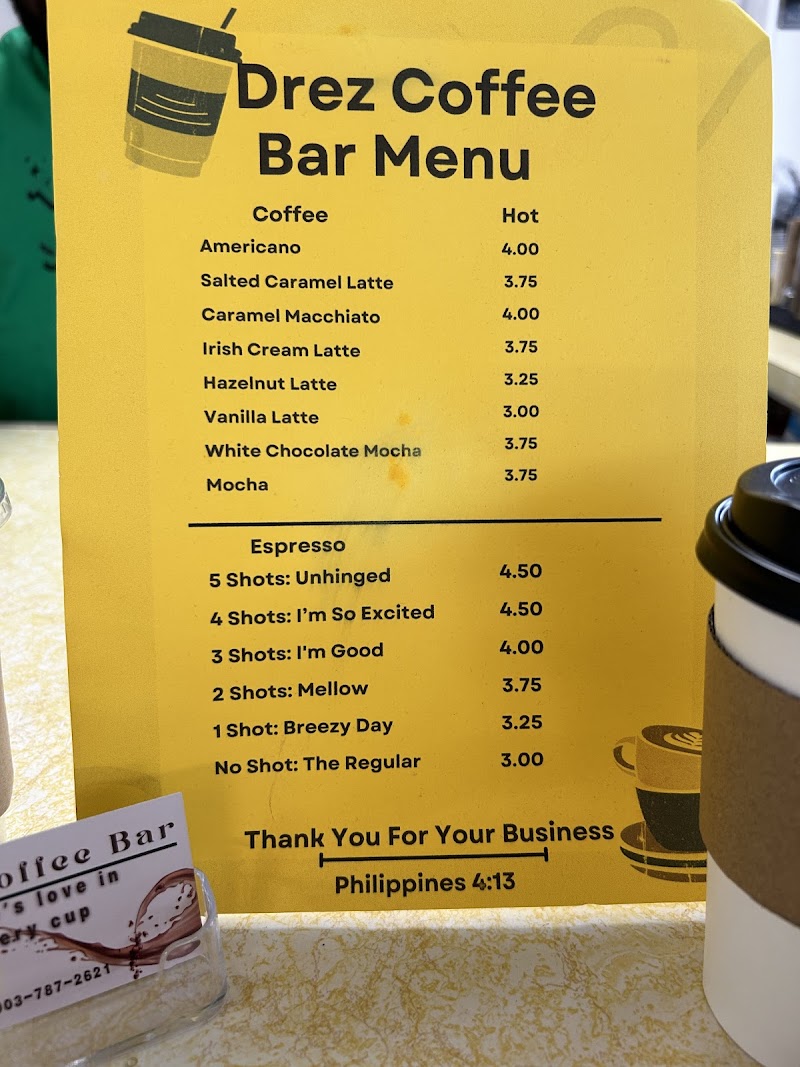 Drez Coffee
Bar Menu
Coffee Hot
Americano 4.00
Salted Caramel Latte 3.75
Caramel Macchiato 4.00
Irish Cream Latte 3.75
Hazelnut Latte 3.25
Vanilla Latte 3.00
White Chocolate Mocha 3.75
Mocha 3.75
Espresso
5 Shots: Unhinged 4.50
4 Shots: I'm So Excited 4.50
3 Shots: I'm Good 4.00
2 Shots: Mellow 3.75
1 Shot: Breezy Day 3.25
No Shot: The Regular 3.00
Thank You For Your Business
Philippines 4:13
offee Bar
's love in
ery cup
03-787-2621